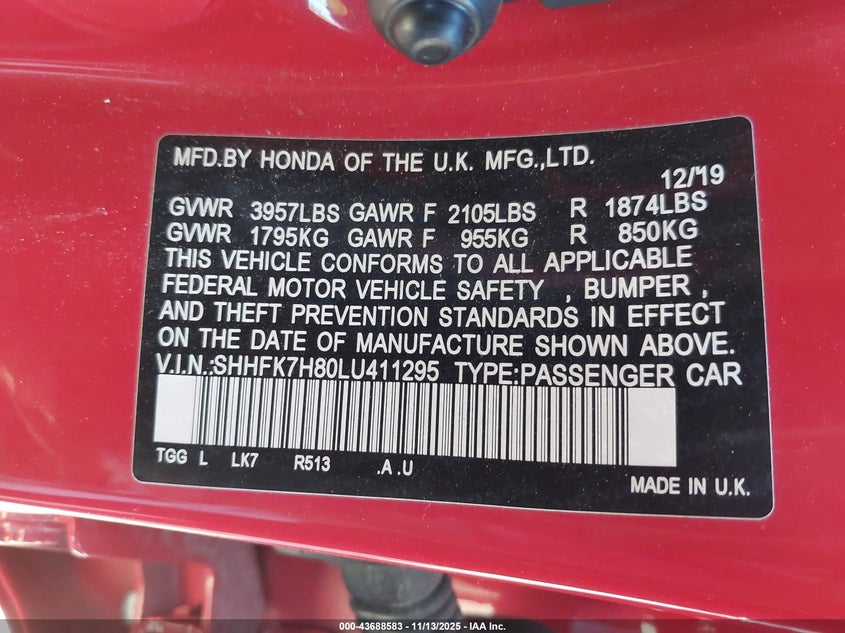 MFD.BY HONDA OF THE U.K. MFG.,LTD.
12/'19
GVWR 3957LBS GAWR F 2105LBS R 1874LBS
GVWR 1795KG GAWR F 955KG R 850KG
THIS VEHICLE CONFORMS TO ALL APPLICABLE
FEDERAL MOTOR VEHICLE SAFETY , BUMPER ,
AND THEFT PREVENTION STANDARDS IN EFFECT
ON THE DATE OF MANUFACTURE SHOWN ABOVE.
V.I.N.:SHHFK7H80LU411295 TYPE:PASSENGER CAR
TGG L LK7 R513 .A .U
MADE IN U.K.
000-43688583 — 11/13/2025 - IAA Inc.